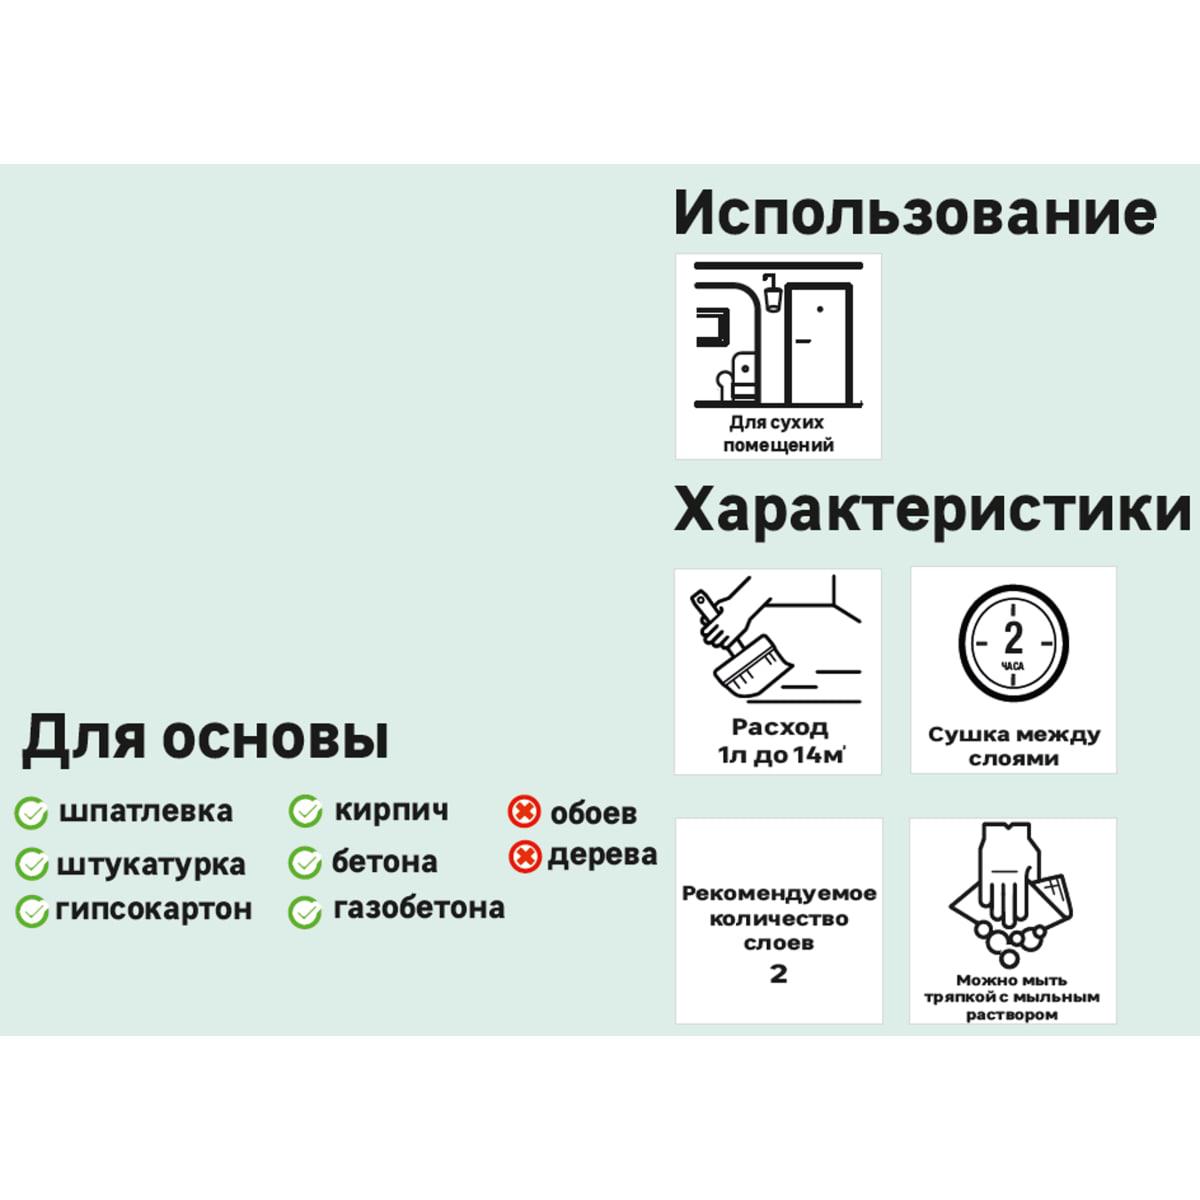 Использование
Для сухих
помещений
Характеристики
Расход
1л до 14м²
2
ЧАСА
Сушка между
слоями
Рекомендуемое
количество
слоев
2
Можно мыть
тряпкой с мыльным
раствором
Для основы
шпатлевка
штукатурка
гипсокартон
кирпич
бетона
газобетона
обоев
дерева